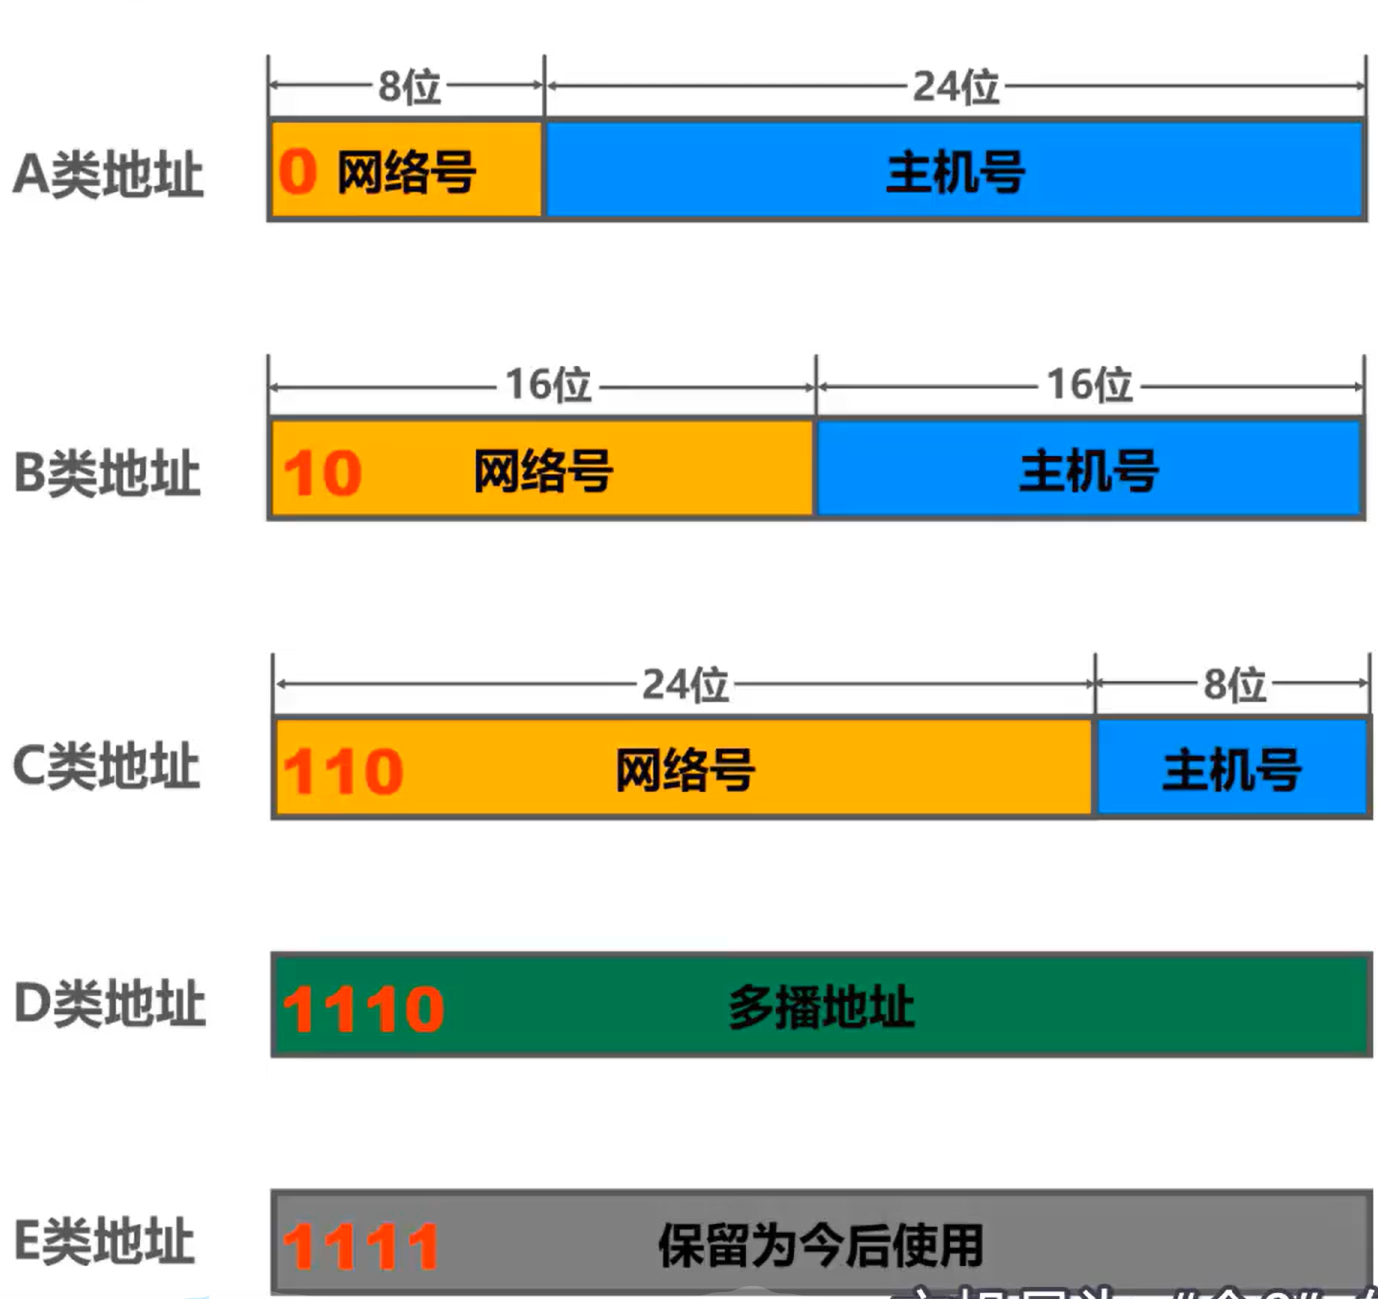 8位 24位
A类地址 0 网络号 主机号
16位 16位
B类地址 10 网络号 主机号
24位 8位
C类地址 110 网络号 主机号
D类地址 1110 多播地址
E类地址 1111 保留为今后使用